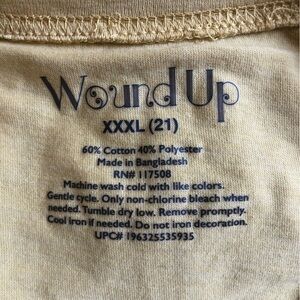 Wound Up
XXXL (21)
60% Cotton 40% Polyester
Made in Bangladesh
RN# 117508
Machine wash cold with like colors.
Gentle cycle. Only non-chlorine bleach when
needed. Tumble dry low. Remove promptly.
Cool iron if needed. Do not iron decoration.
UPC# 196325535935